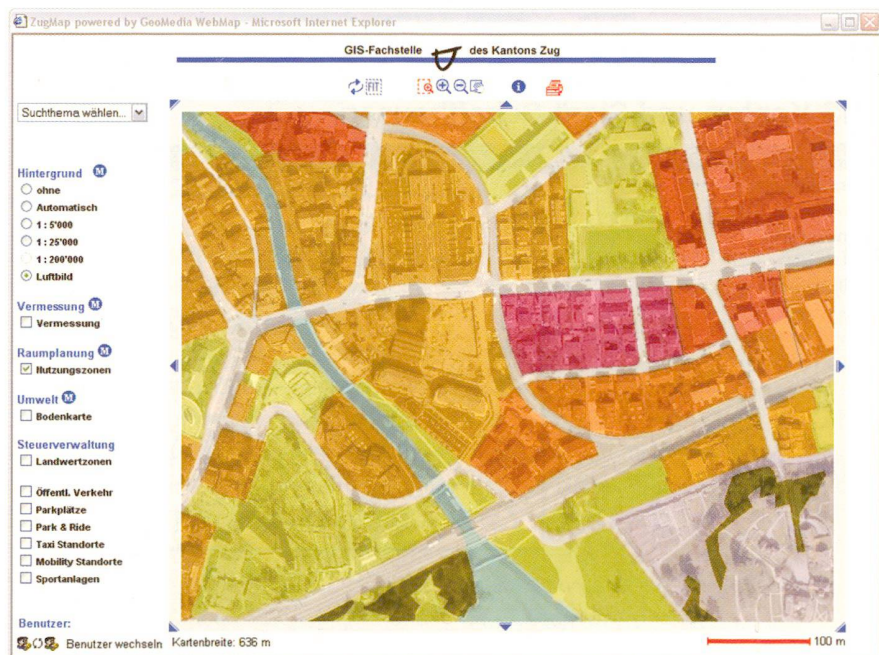 ZugMap powered by GeoMedia WebMap - Microsoft Internet Explorer
GIS-Fachstelle des Kantons Zug
FIT
i
Suchthema wählen...
Hintergrund M
ohne
Automatisch
1 : 5'000
1 : 25'000
1 : 200'000
Luftbild
Vermessung M
Vermessung
Raumplanung M
Nutzungszonen
Umwelt M
Bodenkarte
Steuerverwaltung
Landwertzonen
Öffentl. Verkehr
Parkplätze
Park & Ride
Taxi Standorte
Mobility Standorte
Sportanlagen
Benutzer:
Benutzer wechseln
Kartenbreite: 636 m
100 m